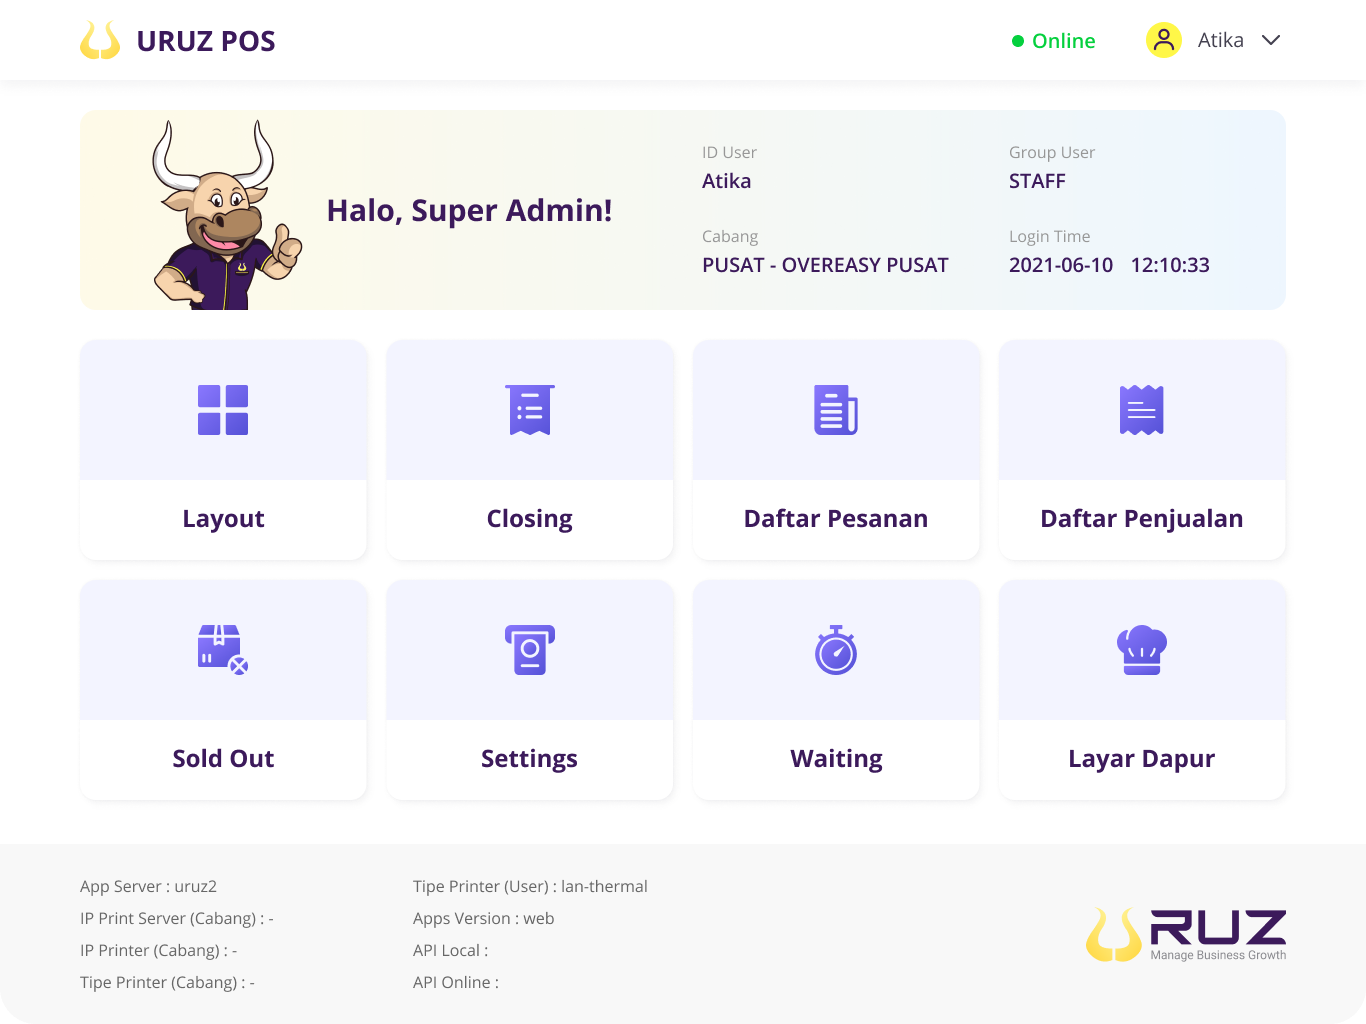 URUZ POS
Online
Atika
Halo, Super Admin!
ID User
Atika
Group User
STAFF
Cabang
PUSAT - OVEREASY PUSAT
Login Time
2021-06-10 12:10:33
Layout
Closing
Daftar Pesanan
Daftar Penjualan
Sold Out
Settings
Waiting
Layar Dapur
App Server : uruz2
IP Print Server (Cabang) : -
IP Printer (Cabang) : -
Tipe Printer (Cabang) : -
Tipe Printer (User) : lan-thermal
Apps Version : web
API Local :
API Online :
URUZ
Manage Business Growth